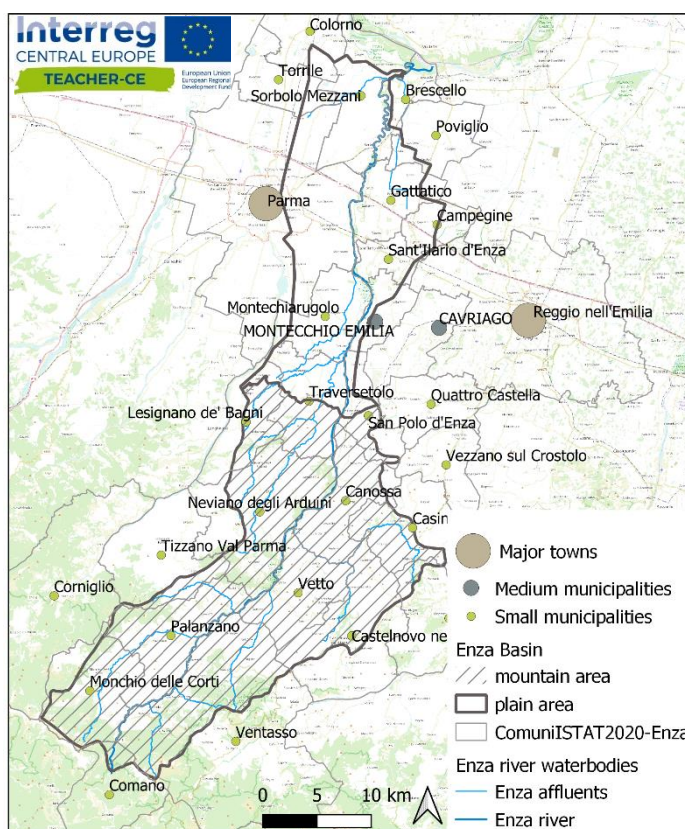 Interreg
CENTRAL EUROPE
TEACHER-CE
European Union
European Regional
Development Fund
Colorno
Torrile
Sorbolo Mezzani
Brescello
Poviglio
Gattatico
Parma
Campegine
Sant'Ilario d'Enza
Montechiarugolo
MONTECCHIO EMILIA
CAVRIAGO
Reggio nell'Emilia
Traversetolo
Quattro Castella
Lesignano de' Bagni
San Polo d'Enza
Vezzano sul Crostolo
Canossa
Neviano degli Arduini
Casin
Tizzano Val Parma
Corniglio
Vetto
Palanzano
Castelnovo ne
Monchio delle Corti
Ventasso
Comano
0 5 10 km
Major towns
Medium municipalities
Small municipalities
Enza Basin
mountain area
plain area
ComuniISTAT2020-Enza
Enza river waterbodies
Enza affluents
Enza river